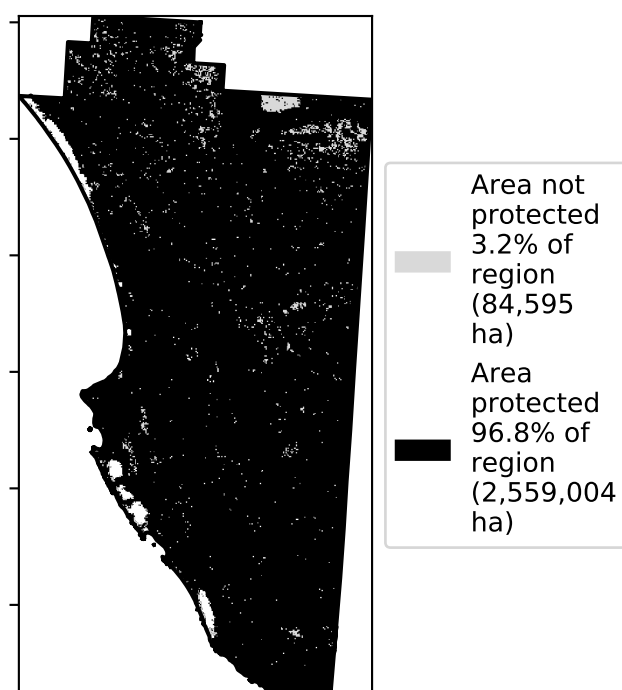 Area not
protected
3.2% of
region
(84,595
ha)
Area
protected
96.8% of
region
(2,559,004
ha)